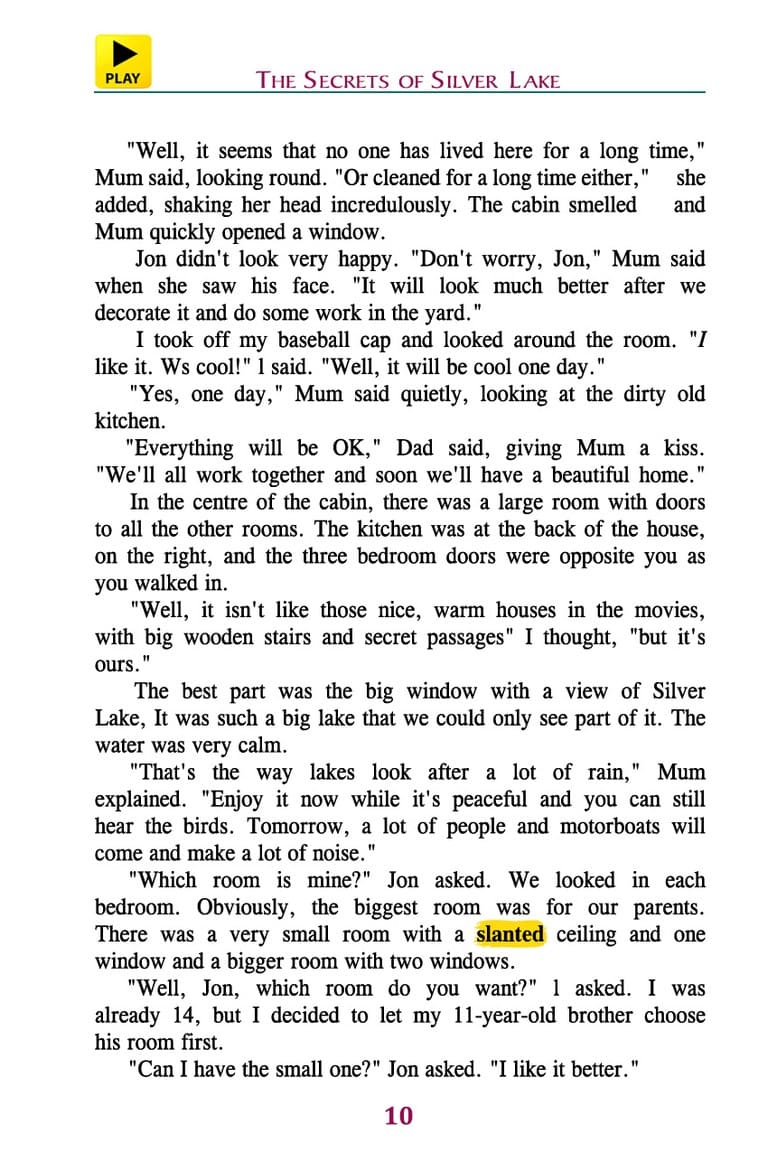 PLAY
THE SECRETS OF SILVER LAKE
"Well, it seems that no one has lived here for a long time,"
Mum said, looking round. "Or cleaned for a long time either," she
added, shaking her head incredulously. The cabin smelled and
Mum quickly opened a window.
Jon didn't look very happy. "Don't worry, Jon," Mum said
when she saw his face. "It will look much better after we
decorate it and do some work in the yard."
I took off my baseball cap and looked around the room. "I
like it. Ws cool!" l said. "Well, it will be cool one day."
"Yes, one day," Mum said quietly, looking at the dirty old
kitchen.
"Everything will be OK," Dad said, giving Mum a kiss.
"We'll all work together and soon we'll have a beautiful home."
In the centre of the cabin, there was a large room with doors
to all the other rooms. The kitchen was at the back of the house,
on the right, and the three bedroom doors were opposite you as
you walked in.
"Well, it isn't like those nice, warm houses in the movies,
with big wooden stairs and secret passages" I thought, "but it's
ours."
The best part was the big window with a view of Silver
Lake, It was such a big lake that we could only see part of it. The
water was very calm.
"That's the way lakes look after a lot of rain," Mum
explained. "Enjoy it now while it's peaceful and you can still
hear the birds. Tomorrow, a lot of people and motorboats will
come and make a lot of noise."
"Which room is mine?" Jon asked. We looked in each
bedroom. Obviously, the biggest room was for our parents.
There was a very small room with a slanted ceiling and one
window and a bigger room with two windows.
"Well, Jon, which room do you want?" l asked. I was
already 14, but I decided to let my 11-year-old brother choose
his room first.
"Can I have the small one?" Jon asked. "I like it better."
10